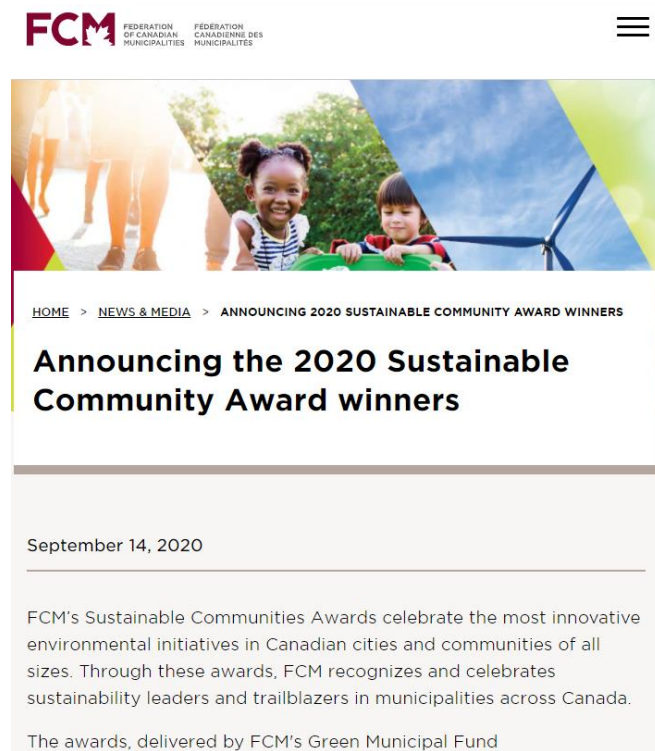 FCM
FEDERATION OF CANADIAN MUNICIPALITIES
FÉDÉRATION CANADIENNE DES MUNICIPALITÉS
HOME > NEWS & MEDIA > ANNOUNCING 2020 SUSTAINABLE COMMUNITY AWARD WINNERS
Announcing the 2020 Sustainable
Community Award winners
September 14, 2020
FCM's Sustainable Communities Awards celebrate the most innovative
environmental initiatives in Canadian cities and communities of all
sizes. Through these awards, FCM recognizes and celebrates
sustainability leaders and trailblazers in municipalities across Canada.
The awards, delivered by FCM's Green Municipal Fund